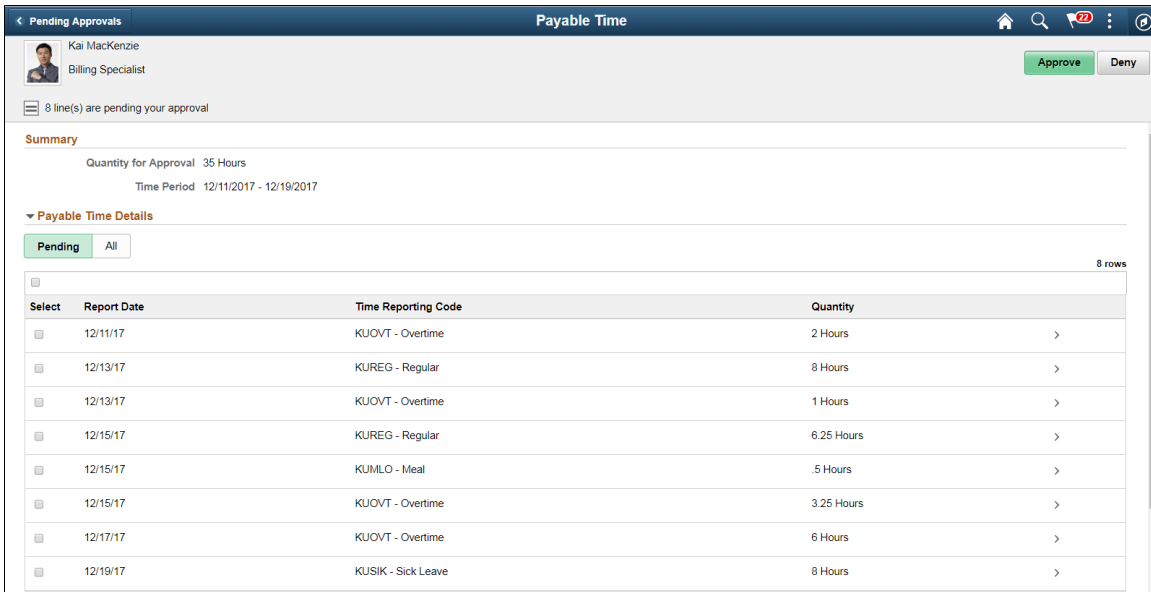 Pending Approvals
Payable Time
22
Kai MacKenzie
Billing Specialist
Approve Deny
8 line(s) are pending your approval
Summary
Quantity for Approval 35 Hours
Time Period 12/11/2017 - 12/19/2017
Payable Time Details
Pending All
8 rows
Select Report Date Time Reporting Code Quantity
12/11/17 KUOVT - Overtime 2 Hours
12/13/17 KUREG - Regular 8 Hours
12/13/17 KUOVT - Overtime 1 Hours
12/15/17 KUREG - Regular 6.25 Hours
12/15/17 KUMLO - Meal .5 Hours
12/15/17 KUOVT - Overtime 3.25 Hours
12/17/17 KUOVT - Overtime 6 Hours
12/19/17 KUSIK - Sick Leave 8 Hours